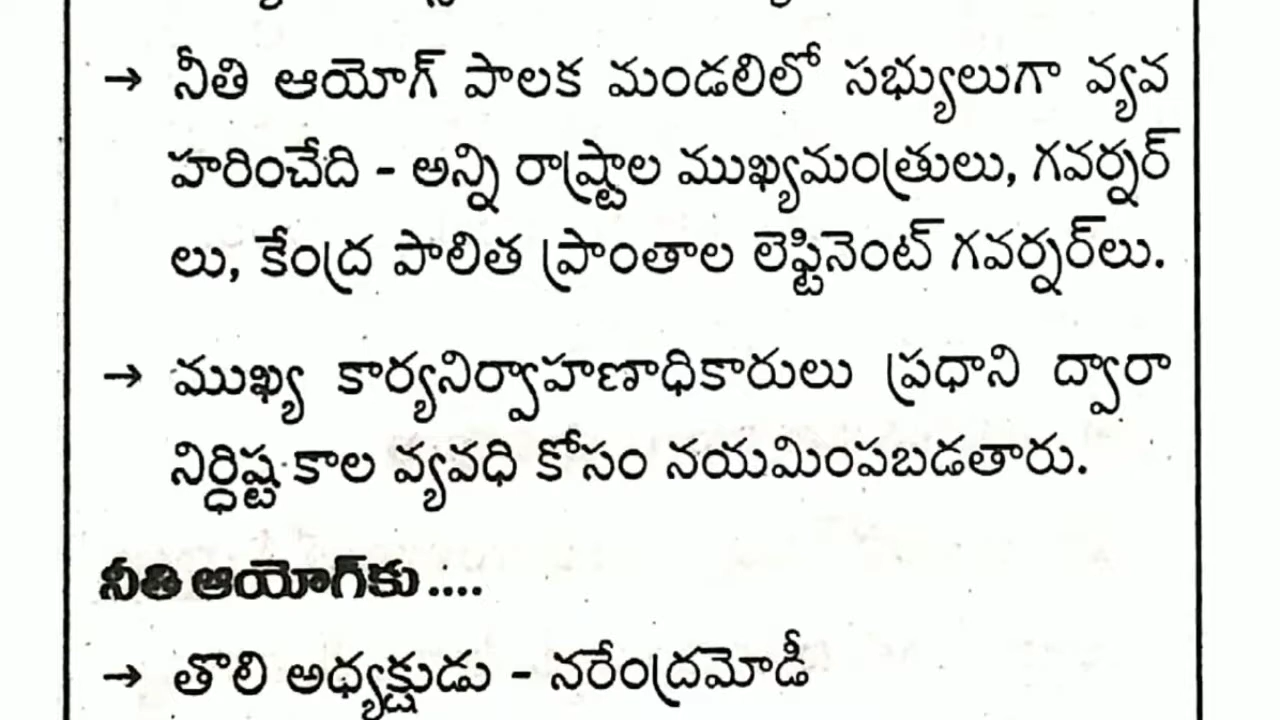 → నీతి ఆయోగ్ పాలక మండలిలో సభ్యులుగా వ్యవ
హరించేది - అన్ని రాష్ట్రాల ముఖ్యమంత్రులు, గవర్నర్
లు, కేంద్ర పాలిత ప్రాంతాల లెఫ్టినెంట్ గవర్నర్‌లు.
→ ముఖ్య కార్యనిర్వాహణాధికారులు ప్రధాని ద్వారా
నిర్ధిష్ట కాల వ్యవధి కోసం నయమింపబడతారు.
నీతి ఆయోగ్‌కు ....
→ తొలి అధ్యక్షుడు - నరేంద్రమోడీ